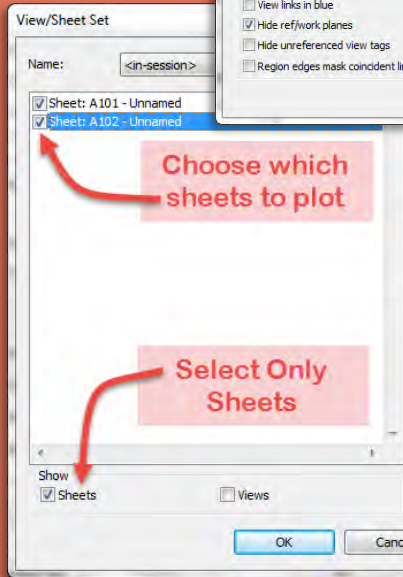 View links in blue
View/Sheet Set
Hide ref/work planes
Hide unreferenced view tags
Name:
<in-session>
Region edges mask coincident li
Sheet: A101 - Unnamed
Sheet: A102 - Unnamed
Choose which
sheets to plot
Select Only
Sheets
Show
Sheets
Views
OK
Canc